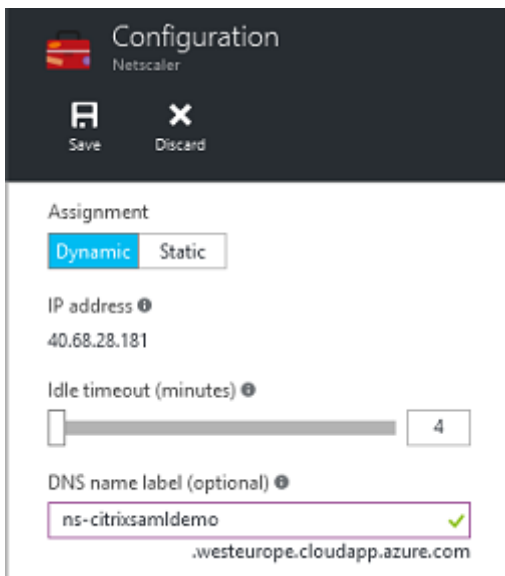 Configuration
Netscaler
Save Discard
Assignment
Dynamic Static
IP address
40.68.28.181
Idle timeout (minutes)
4
DNS name label (optional)
ns-citrixsamldemo
.westeurope.cloudapp.azure.com